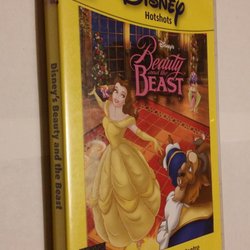 DISNEY
Hotshots
Disney's
Beauty
and the
BEAST
Disney's Beauty and the Beast